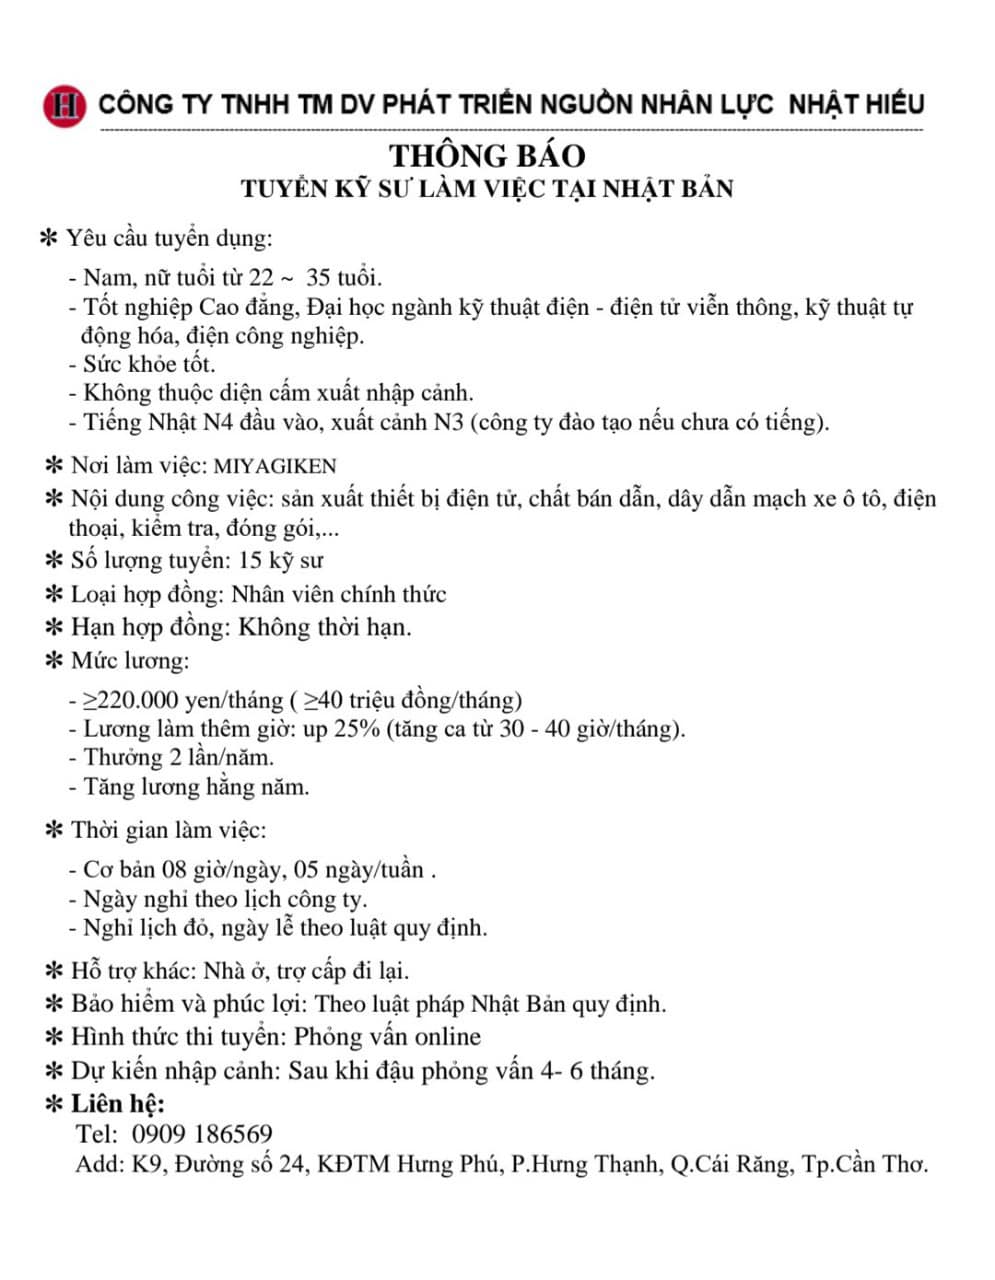 H CÔNG TY TNHH TM DV PHÁT TRIỂN NGUỒN NHÂN LỰC NHẬT HIẾU
THÔNG BÁO
TUYỂN KỸ SƯ LÀM VIỆC TẠI NHẬT BẢN
✻ Yêu cầu tuyển dụng:
- Nam, nữ tuổi từ 22 ~ 35 tuổi.
- Tốt nghiệp Cao đẳng, Đại học ngành kỹ thuật điện - điện tử viễn thông, kỹ thuật tự
động hóa, điện công nghiệp.
- Sức khỏe tốt.
- Không thuộc diện cấm xuất nhập cảnh.
- Tiếng Nhật N4 đầu vào, xuất cảnh N3 (công ty đào tạo nếu chưa có tiếng).
✻ Nơi làm việc: MIYAGIKEN
✻ Nội dung công việc: sản xuất thiết bị điện tử, chất bán dẫn, dây dẫn mạch xe ô tô, điện
thoại, kiểm tra, đóng gói,...
✻ Số lượng tuyển: 15 kỹ sư
✻ Loại hợp đồng: Nhân viên chính thức
✻ Hạn hợp đồng: Không thời hạn.
✻ Mức lương:
- ≥220.000 yen/tháng ( ≥40 triệu đồng/tháng)
- Lương làm thêm giờ: up 25% (tăng ca từ 30 - 40 giờ/tháng).
- Thưởng 2 lần/năm.
- Tăng lương hằng năm.
✻ Thời gian làm việc:
- Cơ bản 08 giờ/ngày, 05 ngày/tuần .
- Ngày nghỉ theo lịch công ty.
- Nghỉ lịch đỏ, ngày lễ theo luật quy định.
✻ Hỗ trợ khác: Nhà ở, trợ cấp đi lại.
✻ Bảo hiểm và phúc lợi: Theo luật pháp Nhật Bản quy định.
✻ Hình thức thi tuyển: Phỏng vấn online
✻ Dự kiến nhập cảnh: Sau khi đậu phỏng vấn 4- 6 tháng.
✻ Liên hệ:
Tel: 0909 186569
Add: K9, Đường số 24, KĐTM Hưng Phú, P.Hưng Thạnh, Q.Cái Răng, Tp.Cần Thơ.